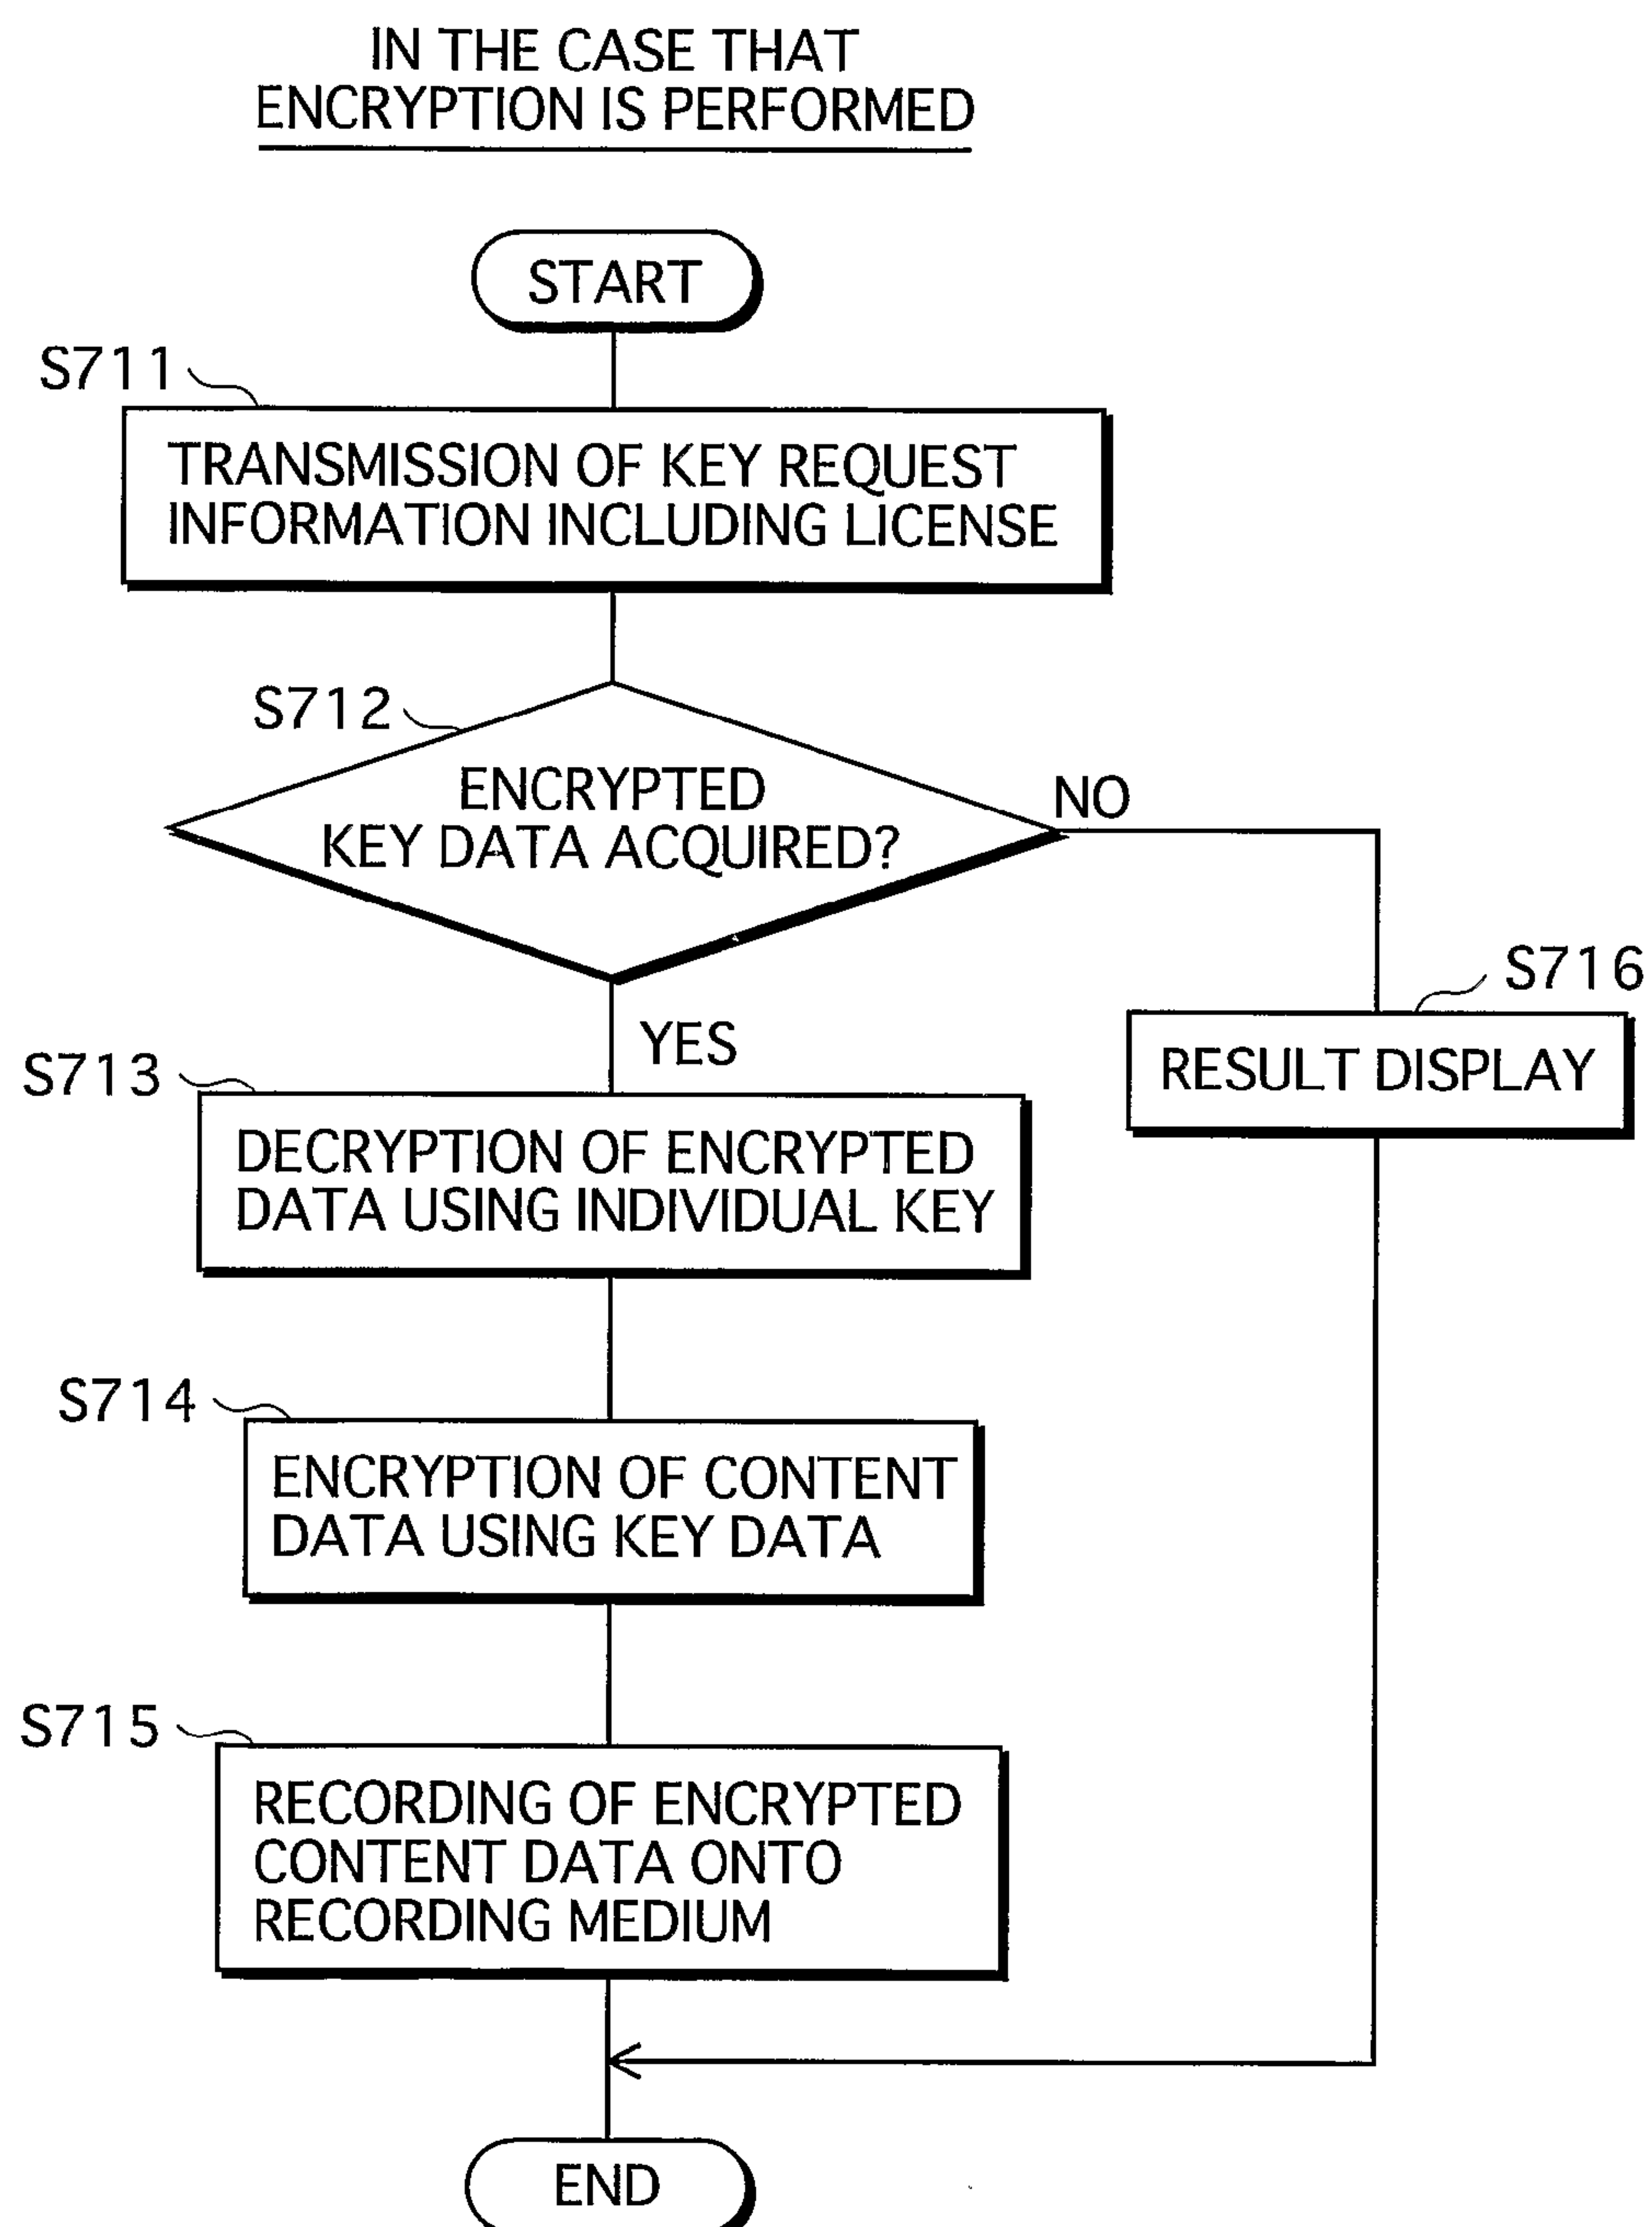 IN THE CASE THAT
ENCRYPTION IS PERFORMED
START
S711
TRANSMISSION OF KEY REQUEST
INFORMATION INCLUDING LICENSE
S712
ENCRYPTED
KEY DATA ACQUIRED?
NO
YES
S716
RESULT DISPLAY
S713
DECRYPTION OF ENCRYPTED
DATA USING INDIVIDUAL KEY
S714
ENCRYPTION OF CONTENT
DATA USING KEY DATA
S715
RECORDING OF ENCRYPTED
CONTENT DATA ONTO
RECORDING MEDIUM
END